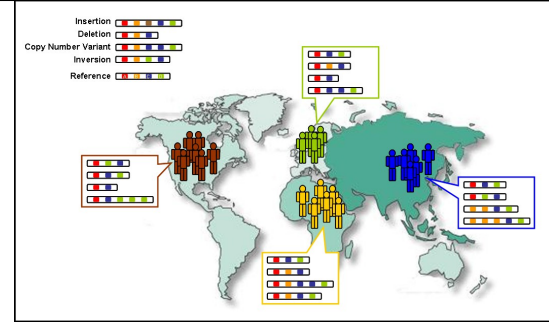 Insertion
Deletion
Copy Number Variant
Inversion
Reference